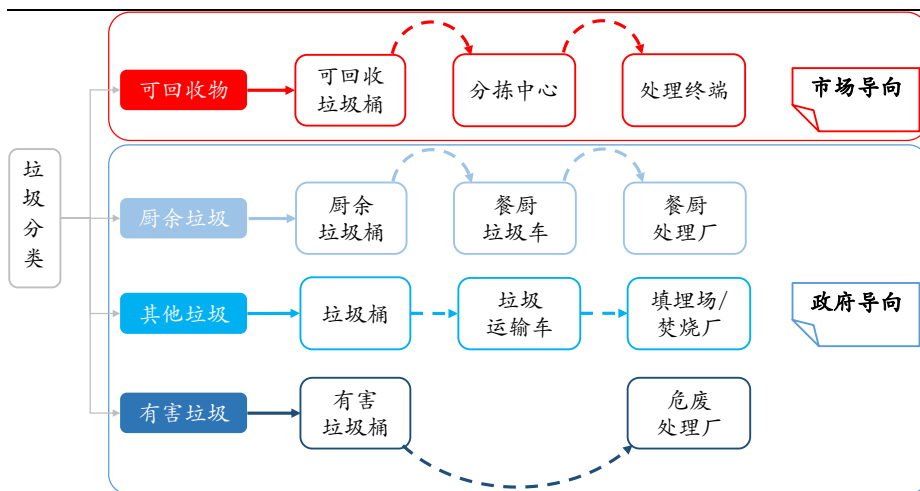 可回收物
可回收
垃圾桶
分拣中心
处理终端
市场导向
垃
圾
分
类
厨余垃圾
厨余
垃圾桶
餐厨
垃圾车
餐厨
处理厂
其他垃圾
垃圾桶
垃圾
运输车
填埋场/
焚烧厂
政府导向
有害垃圾
有害
垃圾桶
危废
处理厂